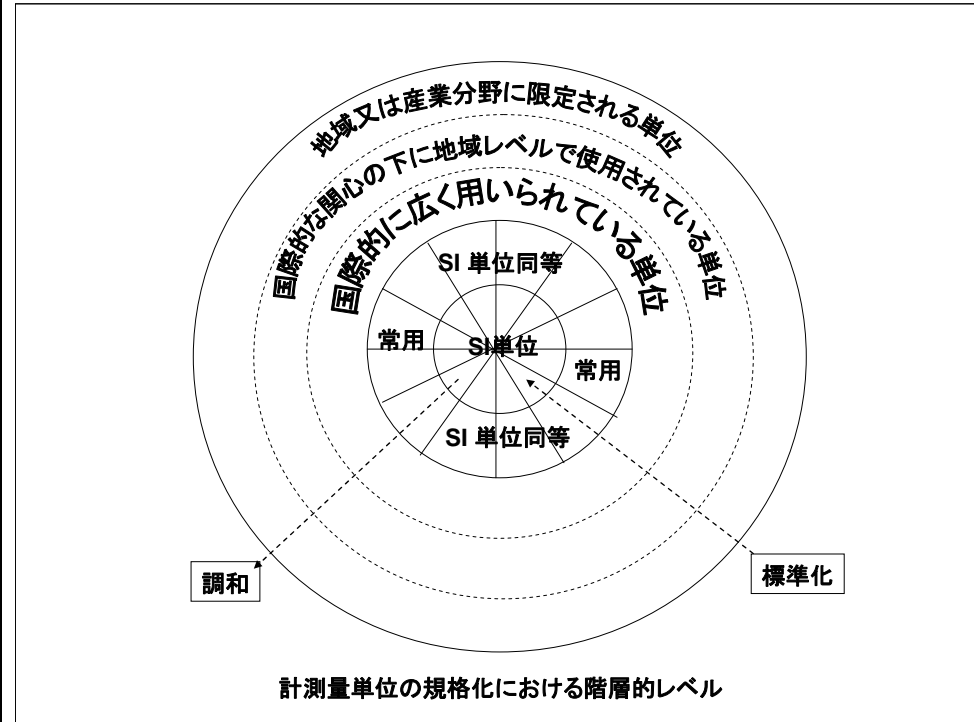 地域又は産業分野に限定される単位
国際的な関心の下に地域レベルで使用されている単位
国際的に広く用いられている単位
SI 単位同等
常用
SI単位
常用
SI 単位同等
調和
標準化
計測量単位の規格化における階層的レベル